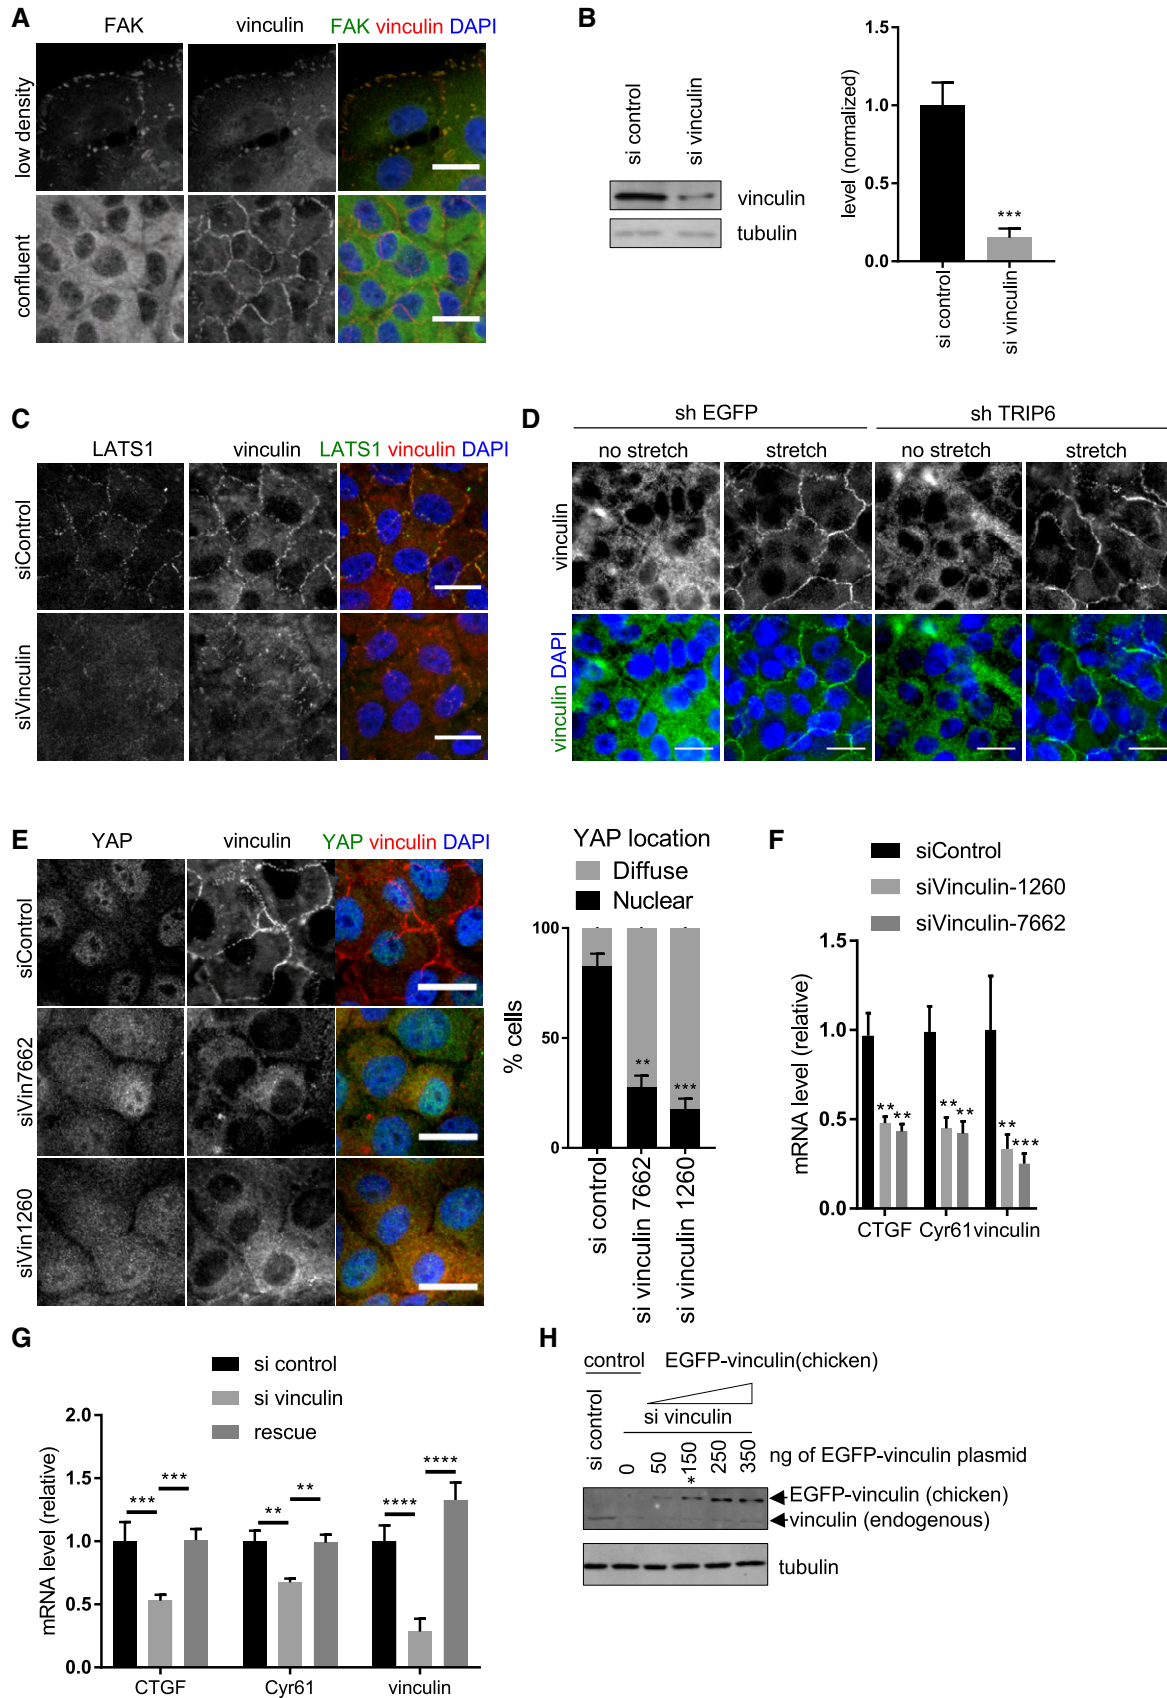 A
FAK
vinculin
FAK vinculin DAPI
low density
confluent
B
si control
si vinculin
vinculin
tubulin
level (normalized)
1.5
1.0
0.5
0.0
***
si control
si vinculin
C
LATS1
vinculin
LATS1 vinculin DAPI
siControl
siVinculin
D
sh EGFP
sh TRIP6
no stretch
stretch
no stretch
stretch
vinculin
vinculin DAPI
E
YAP
vinculin
YAP vinculin DAPI
siControl
siVin7662
siVin1260
YAP location
Diffuse
Nuclear
% cells
100
50
0
**
***
si control
si vinculin 7662
si vinculin 1260
F
siControl
siVinculin-1260
siVinculin-7662
mRNA level (relative)
1.5
1.0
0.5
0.0
** **
** **
** ***
CTGF Cyr61 vinculin
G
si control
si vinculin
rescue
mRNA level (relative)
2.0
1.5
1.0
0.5
0.0
*** ***
** **
**** ****
CTGF Cyr61 vinculin
H
control EGFP-vinculin(chicken)
si control
si vinculin
0 50 *150 250 350 ng of EGFP-vinculin plasmid
EGFP-vinculin (chicken)
vinculin (endogenous)
tubulin